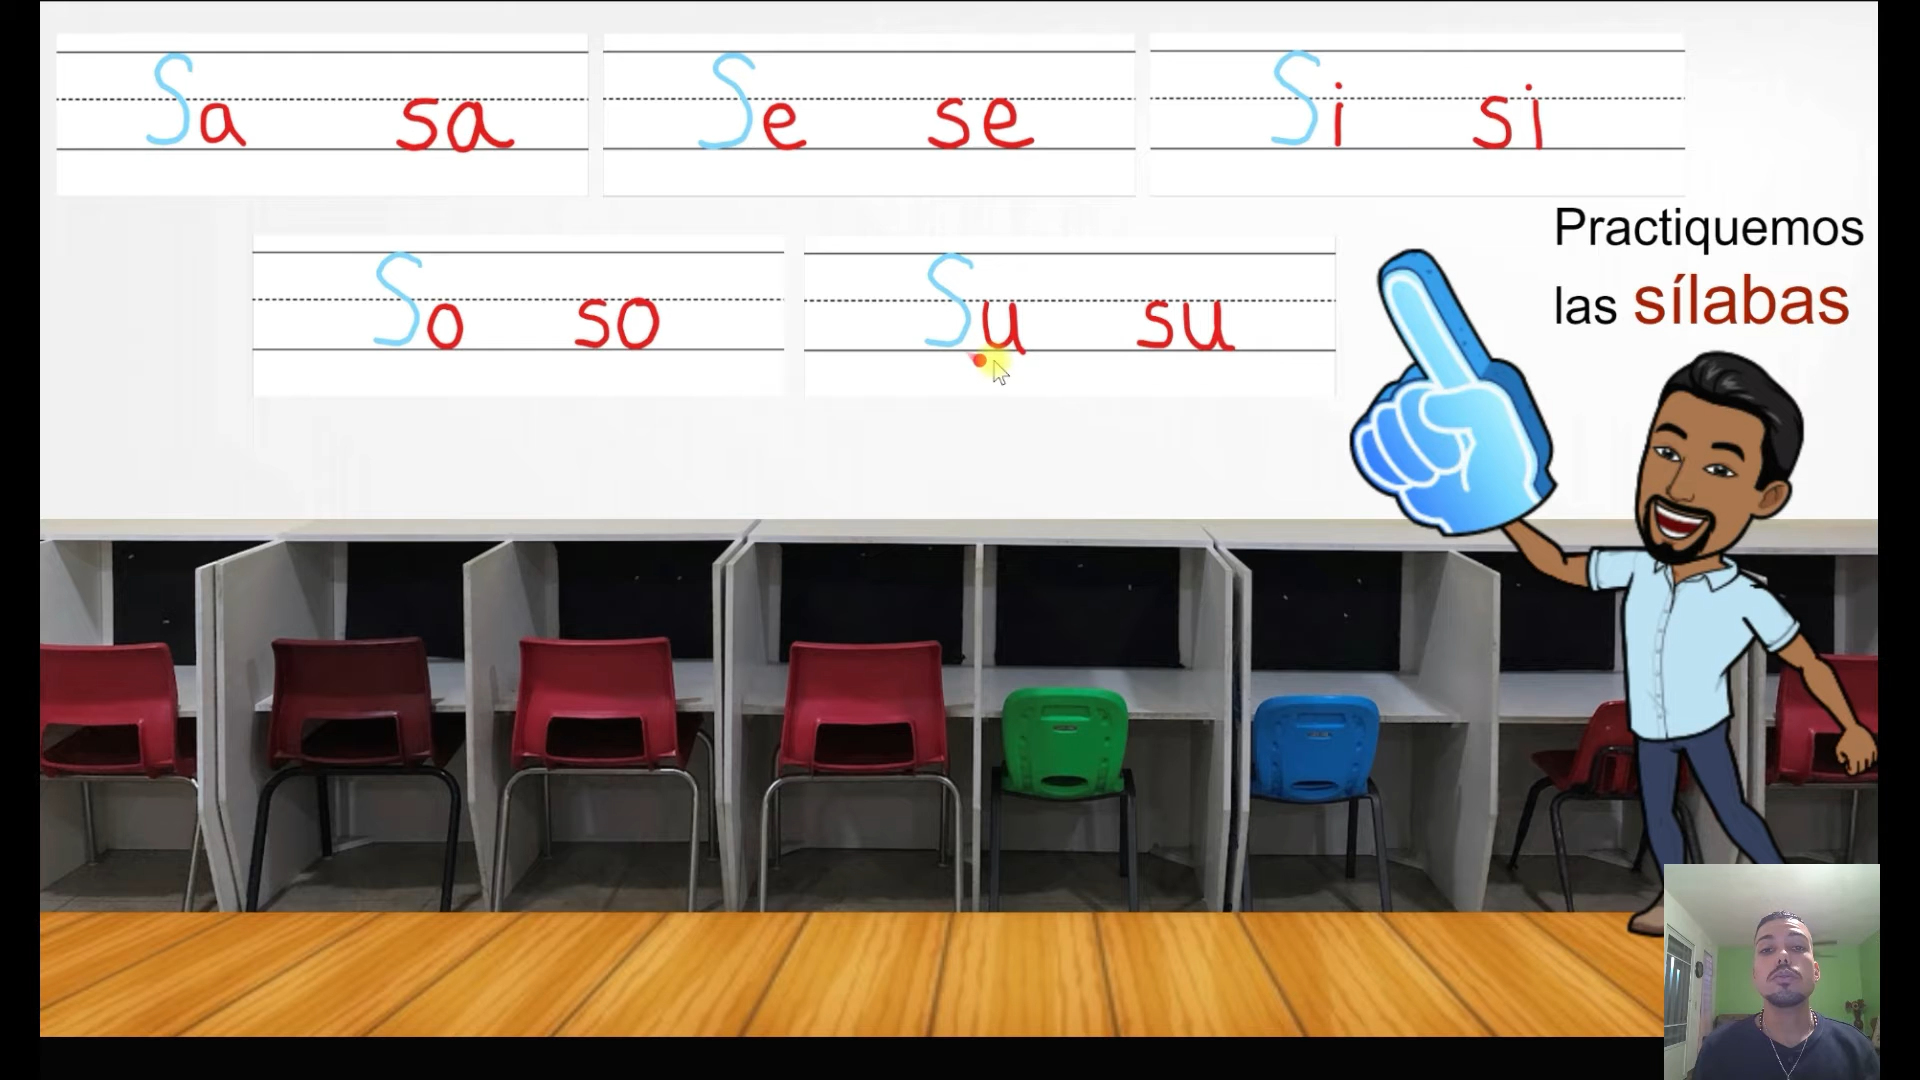 Sa sa
Se se
Si si
So so
Su su
Practiquemos
las sílabas